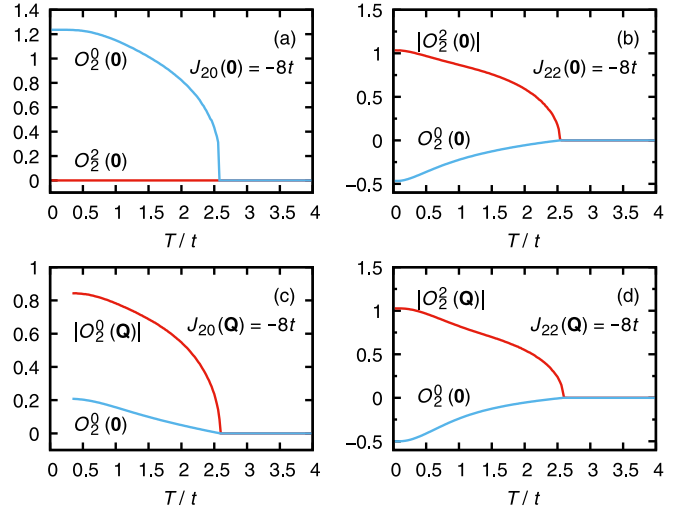 (a)
O₂⁰(0)
J₂₀(0) = −8t
O₂²(0)
1.4
1.2
1
0.8
0.6
0.4
0.2
0
0 0.5 1 1.5 2 2.5 3 3.5 4
T / t
(b)
|O₂²(0)|
J₂₂(0) = −8t
O₂⁰(0)
1.5
1
0.5
0
−0.5
0 0.5 1 1.5 2 2.5 3 3.5 4
T / t
(c)
|O₂⁰(Q)|
J₂₀(Q) = −8t
O₂⁰(0)
1
0.8
0.6
0.4
0.2
0
0 0.5 1 1.5 2 2.5 3 3.5 4
T / t
(d)
|O₂²(Q)|
J₂₂(Q) = −8t
O₂⁰(0)
1.5
1
0.5
0
−0.5
0 0.5 1 1.5 2 2.5 3 3.5 4
T / t